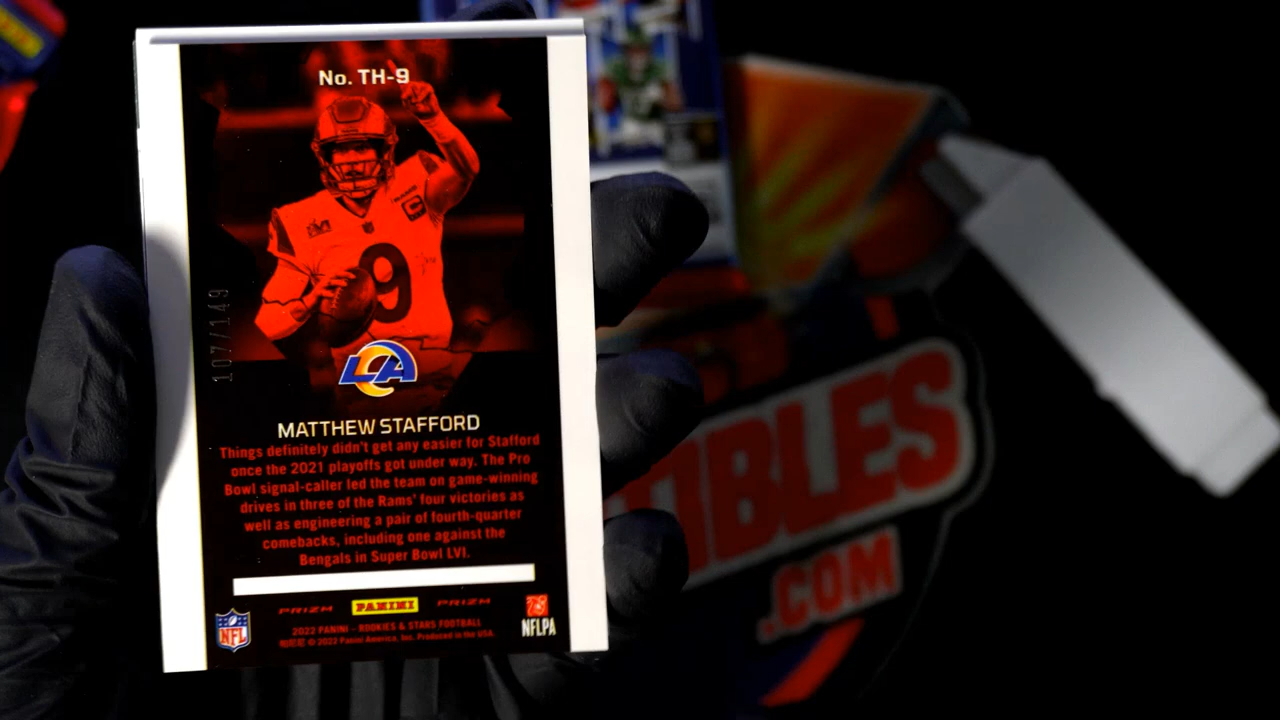 No. TH-9
9
C
107/149
LA
MATTHEW STAFFORD
Things definitely didn't get any easier for Stafford
once the 2021 playoffs got under way. The Pro
Bowl signal-caller led the team on game-winning
drives in three of the Rams' four victories as
well as engineering a pair of fourth-quarter
comebacks, including one against the
Bengals in Super Bowl LVI.
PRIZM PANINI PRIZM
NFL
NFLPA
2022 PANINI – ROOKIES & STARS FOOTBALL
© 2022 Panini America, Inc. Produced in the USA.
TIBLES
.COM